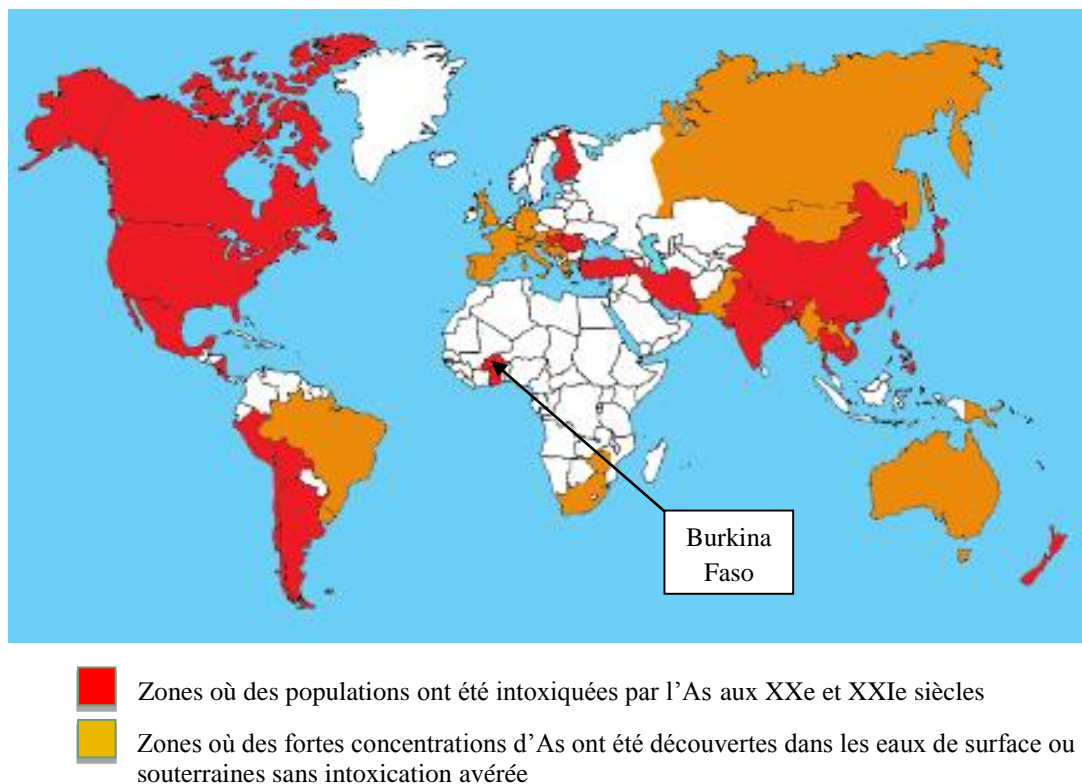 Burkina
Faso
Zones où des populations ont été intoxiquées par l'As aux XXe et XXIe siècles
Zones où des fortes concentrations d'As ont été découvertes dans les eaux de surface ou
souterraines sans intoxication avérée